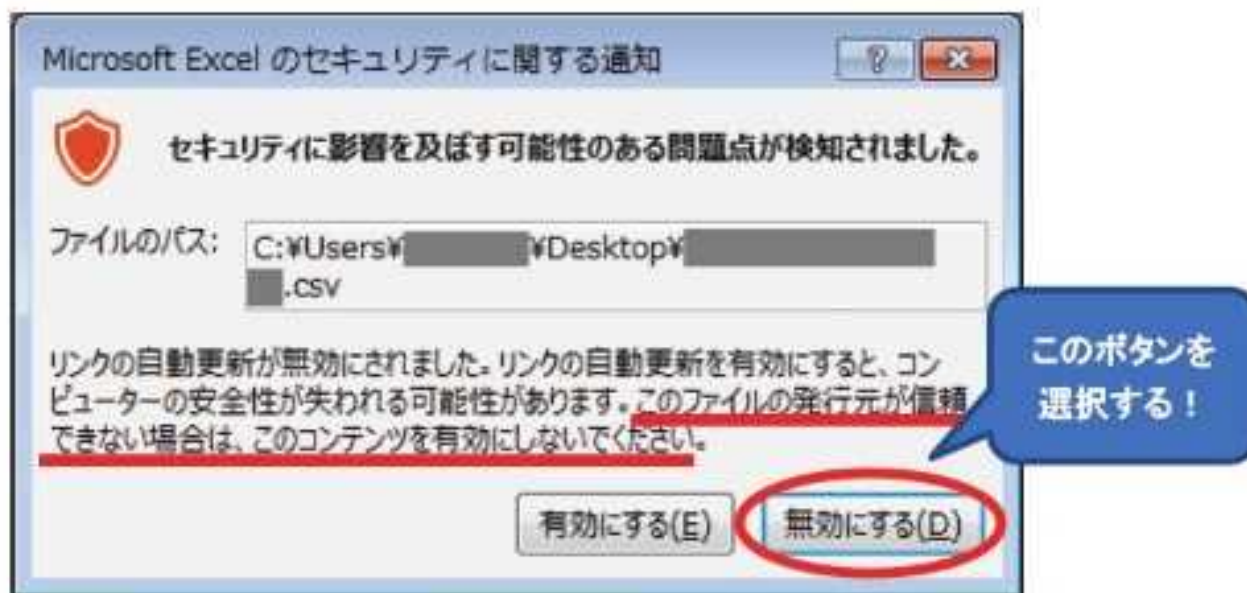 Microsoft Excel のセキュリティに関する通知
セキュリティに影響を及ぼす可能性のある問題点が検知されました。
ファイルのパス:
C:¥Users¥ ¥Desktop¥
.csv
リンクの自動更新が無効にされました。リンクの自動更新を有効にすると、コン
ピューターの安全性が失われる可能性があります。このファイルの発行元が信頼
できない場合は、このコンテンツを有効にしないでください。
このボタンを
選択する！
有効にする(E)
無効にする(D)